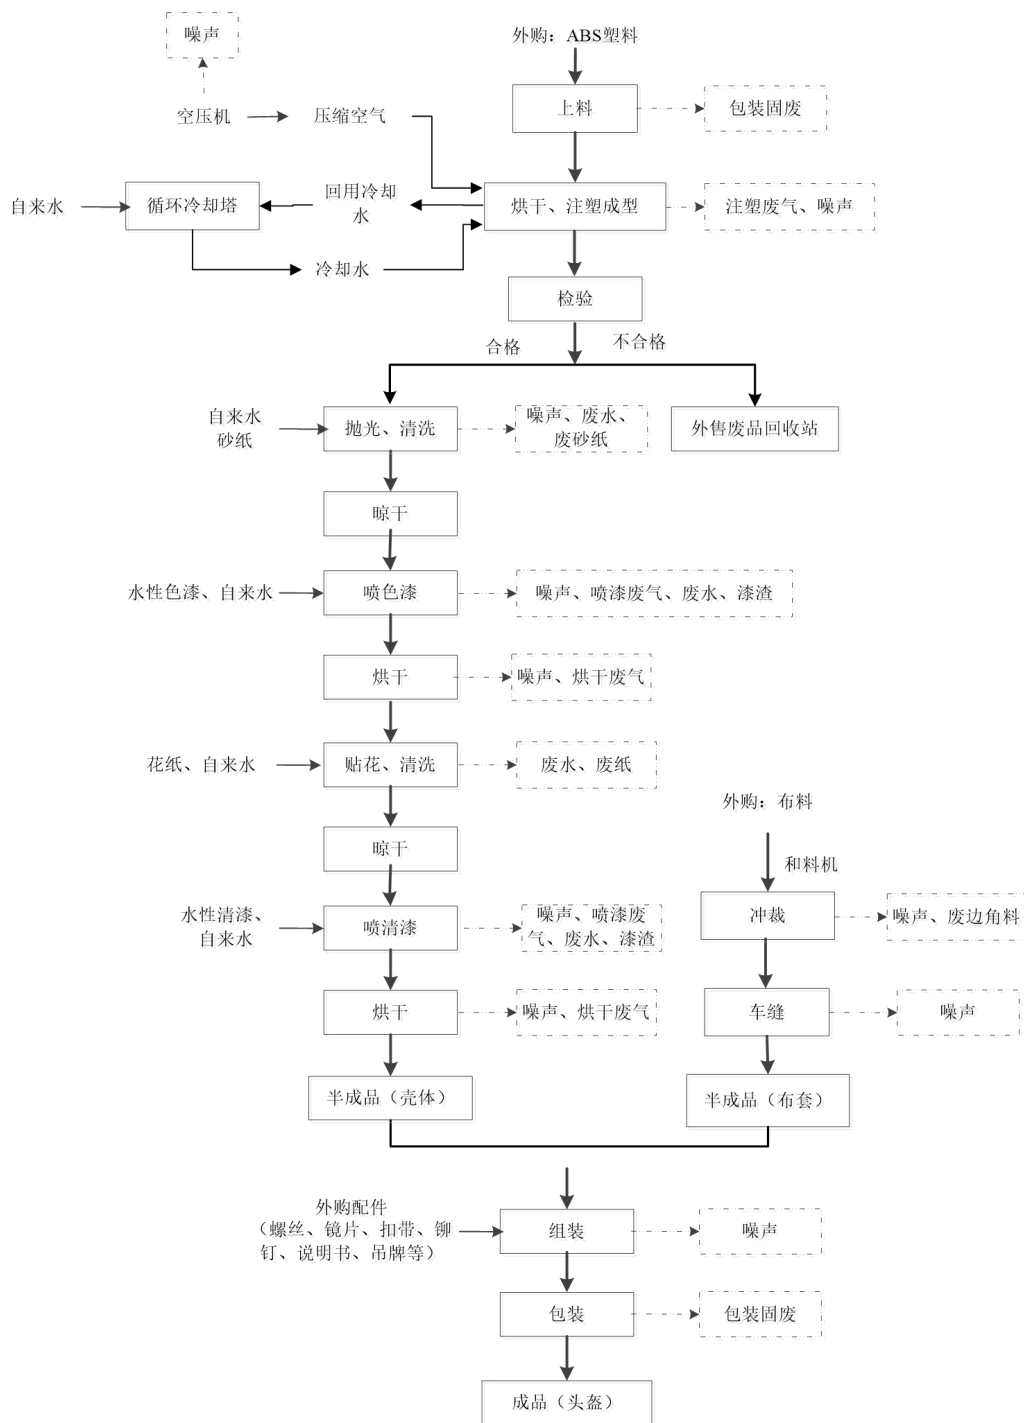 噪声
外购：ABS塑料
上料
包装固废
空压机
压缩空气
自来水
循环冷却塔
回用冷却
水
烘干、注塑成型
注塑废气、噪声
冷却水
检验
合格
不合格
自来水
砂纸
抛光、清洗
噪声、废水、
废砂纸
外售废品回收站
晾干
水性色漆、自来水
喷色漆
噪声、喷漆废气、废水、漆渣
烘干
噪声、烘干废气
花纸、自来水
贴花、清洗
废水、废纸
外购：布料
晾干
和料机
水性清漆、
自来水
喷清漆
噪声、喷漆废
气、废水、漆渣
冲裁
噪声、废边角料
烘干
噪声、烘干废气
车缝
噪声
半成品（壳体）
半成品（布套）
外购配件
（螺丝、镜片、扣带、铆
钉、说明书、吊牌等）
组装
噪声
包装
包装固废
成品（头盔）